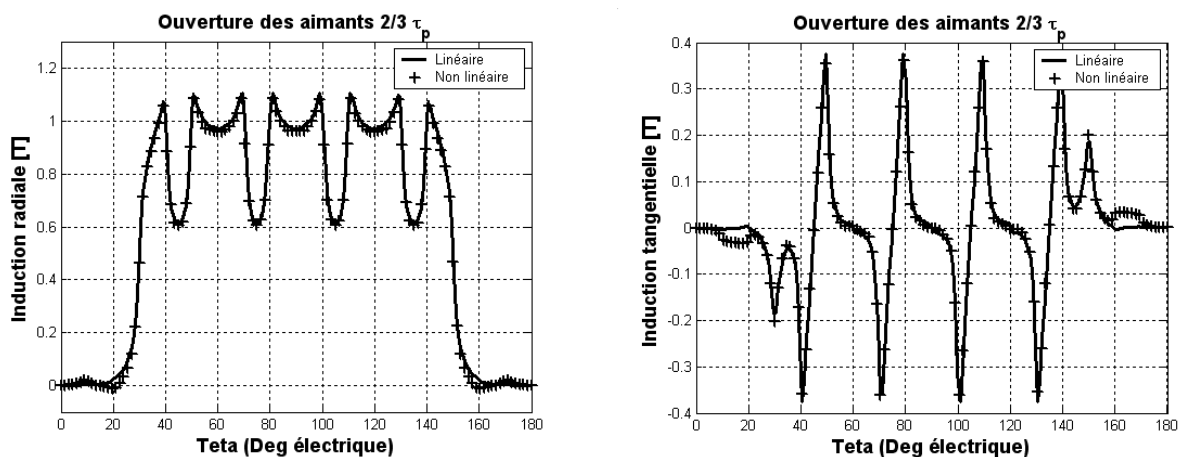 Ouverture des aimants 2/3 τp
Linéaire
Non linéaire
Induction radiale [T]
1.2
1
0.8
0.6
0.4
0.2
0
0 20 40 60 80 100 120 140 160 180
Teta (Deg électrique)
Ouverture des aimants 2/3 τp
Linéaire
Non linéaire
Induction tangentielle [T]
0.4
0.3
0.2
0.1
0
-0.1
-0.2
-0.3
-0.4
0 20 40 60 80 100 120 140 160 180
Teta (Deg électrique)